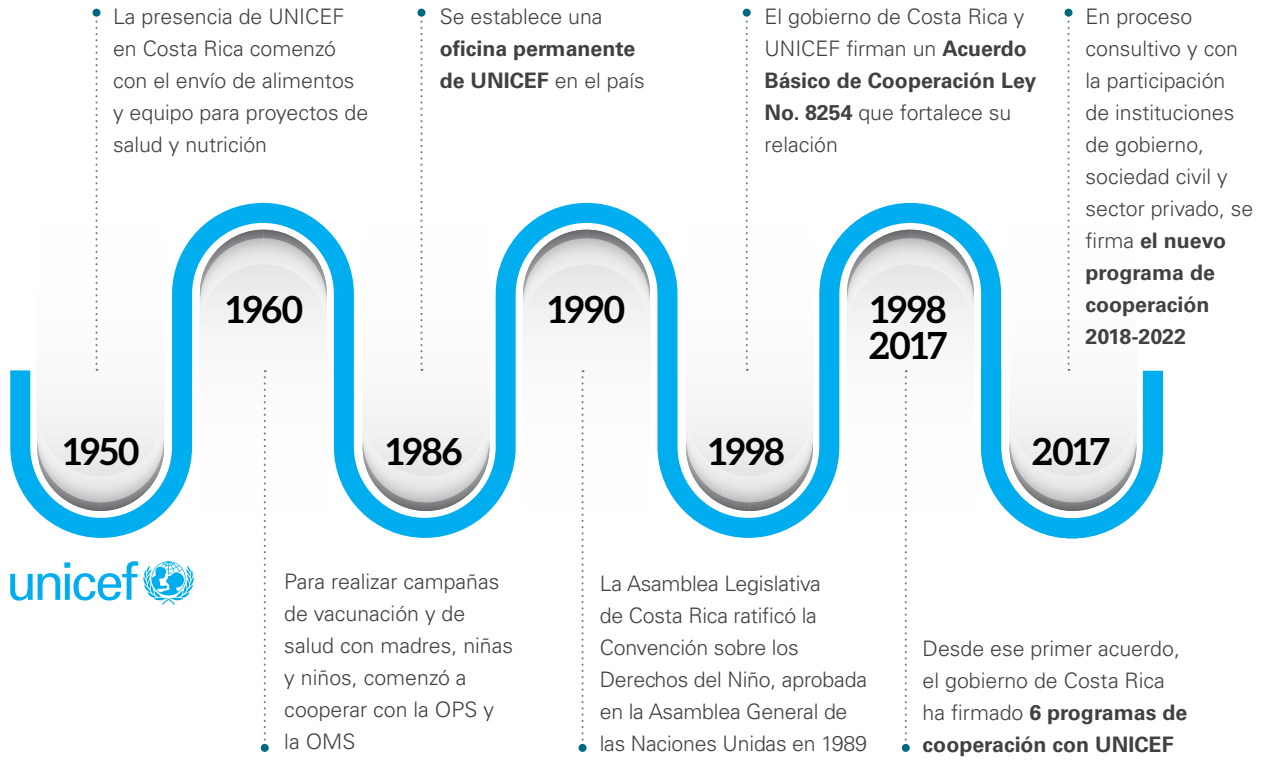 La presencia de UNICEF
en Costa Rica comenzó
con el envío de alimentos
y equipo para proyectos de
salud y nutrición
1950
1960
Para realizar campañas
de vacunación y de
salud con madres, niñas
y niños, comenzó a
cooperar con la OPS y
la OMS
Se establece una
oficina permanente
de UNICEF en el país
1986
1990
La Asamblea Legislativa
de Costa Rica ratificó la
Convención sobre los
Derechos del Niño, aprobada
en la Asamblea General de
las Naciones Unidas en 1989
El gobierno de Costa Rica y
UNICEF firman un Acuerdo
Básico de Cooperación Ley
No. 8254 que fortalece su
relación
1998
1998
2017
Desde ese primer acuerdo,
el gobierno de Costa Rica
ha firmado 6 programas de
cooperación con UNICEF
En proceso
consultivo y con
la participación
de instituciones
de gobierno,
sociedad civil y
sector privado, se
firma el nuevo
programa de
cooperación
2018-2022
2017
unicef